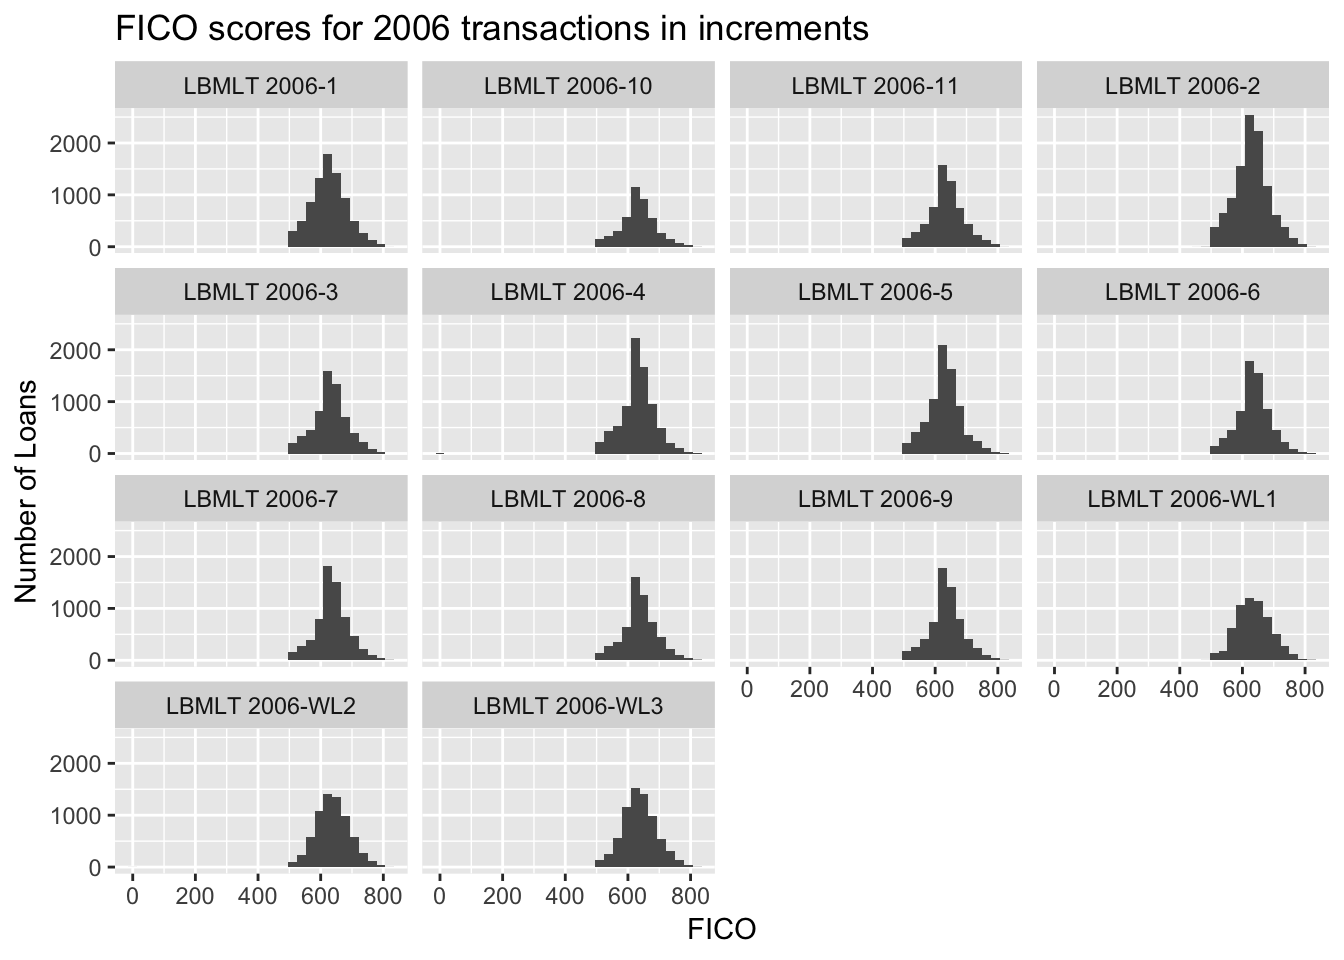 FICO scores for 2006 transactions in increments
LBMLT 2006-1 LBMLT 2006-10 LBMLT 2006-11 LBMLT 2006-2
2000
1000
0
LBMLT 2006-3 LBMLT 2006-4 LBMLT 2006-5 LBMLT 2006-6
2000
1000
0
Number of Loans
LBMLT 2006-7 LBMLT 2006-8 LBMLT 2006-9 LBMLT 2006-WL1
2000
1000
0
0 200 400 600 800 0 200 400 600 800
LBMLT 2006-WL2 LBMLT 2006-WL3
2000
1000
0
0 200 400 600 800 0 200 400 600 800
FICO